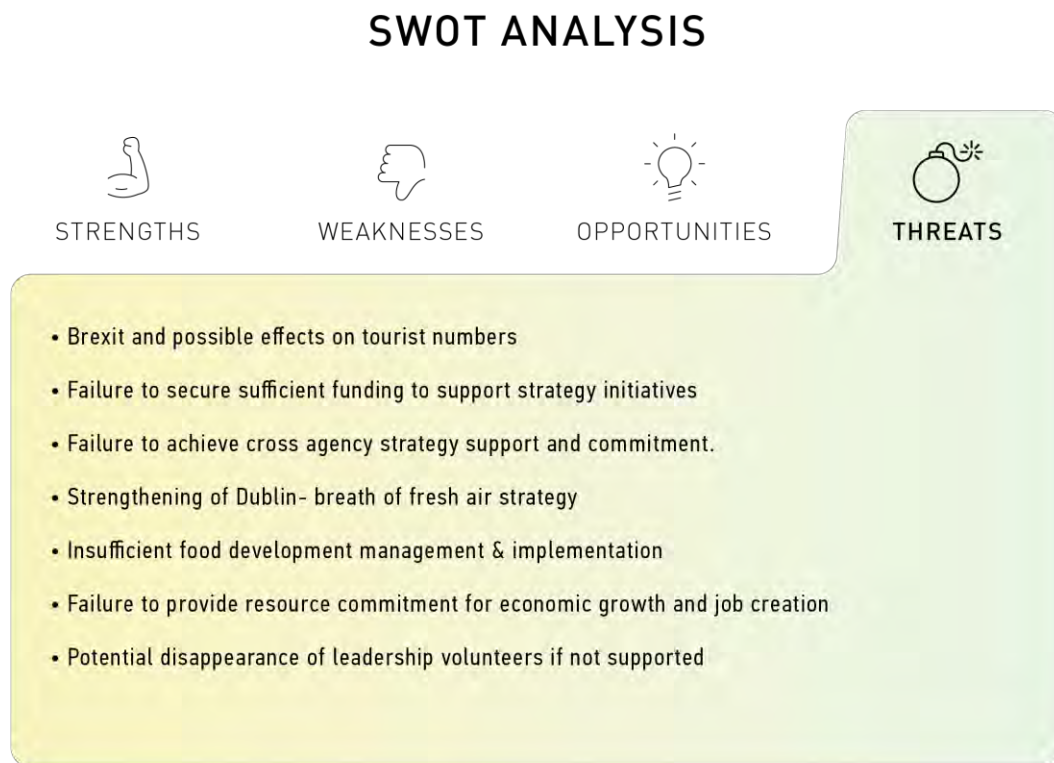 SWOT ANALYSIS
STRENGTHS
WEAKNESSES
OPPORTUNITIES
THREATS
• Brexit and possible effects on tourist numbers
• Failure to secure sufficient funding to support strategy initiatives
• Failure to achieve cross agency strategy support and commitment.
• Strengthening of Dublin- breath of fresh air strategy
• Insufficient food development management & implementation
• Failure to provide resource commitment for economic growth and job creation
• Potential disappearance of leadership volunteers if not supported